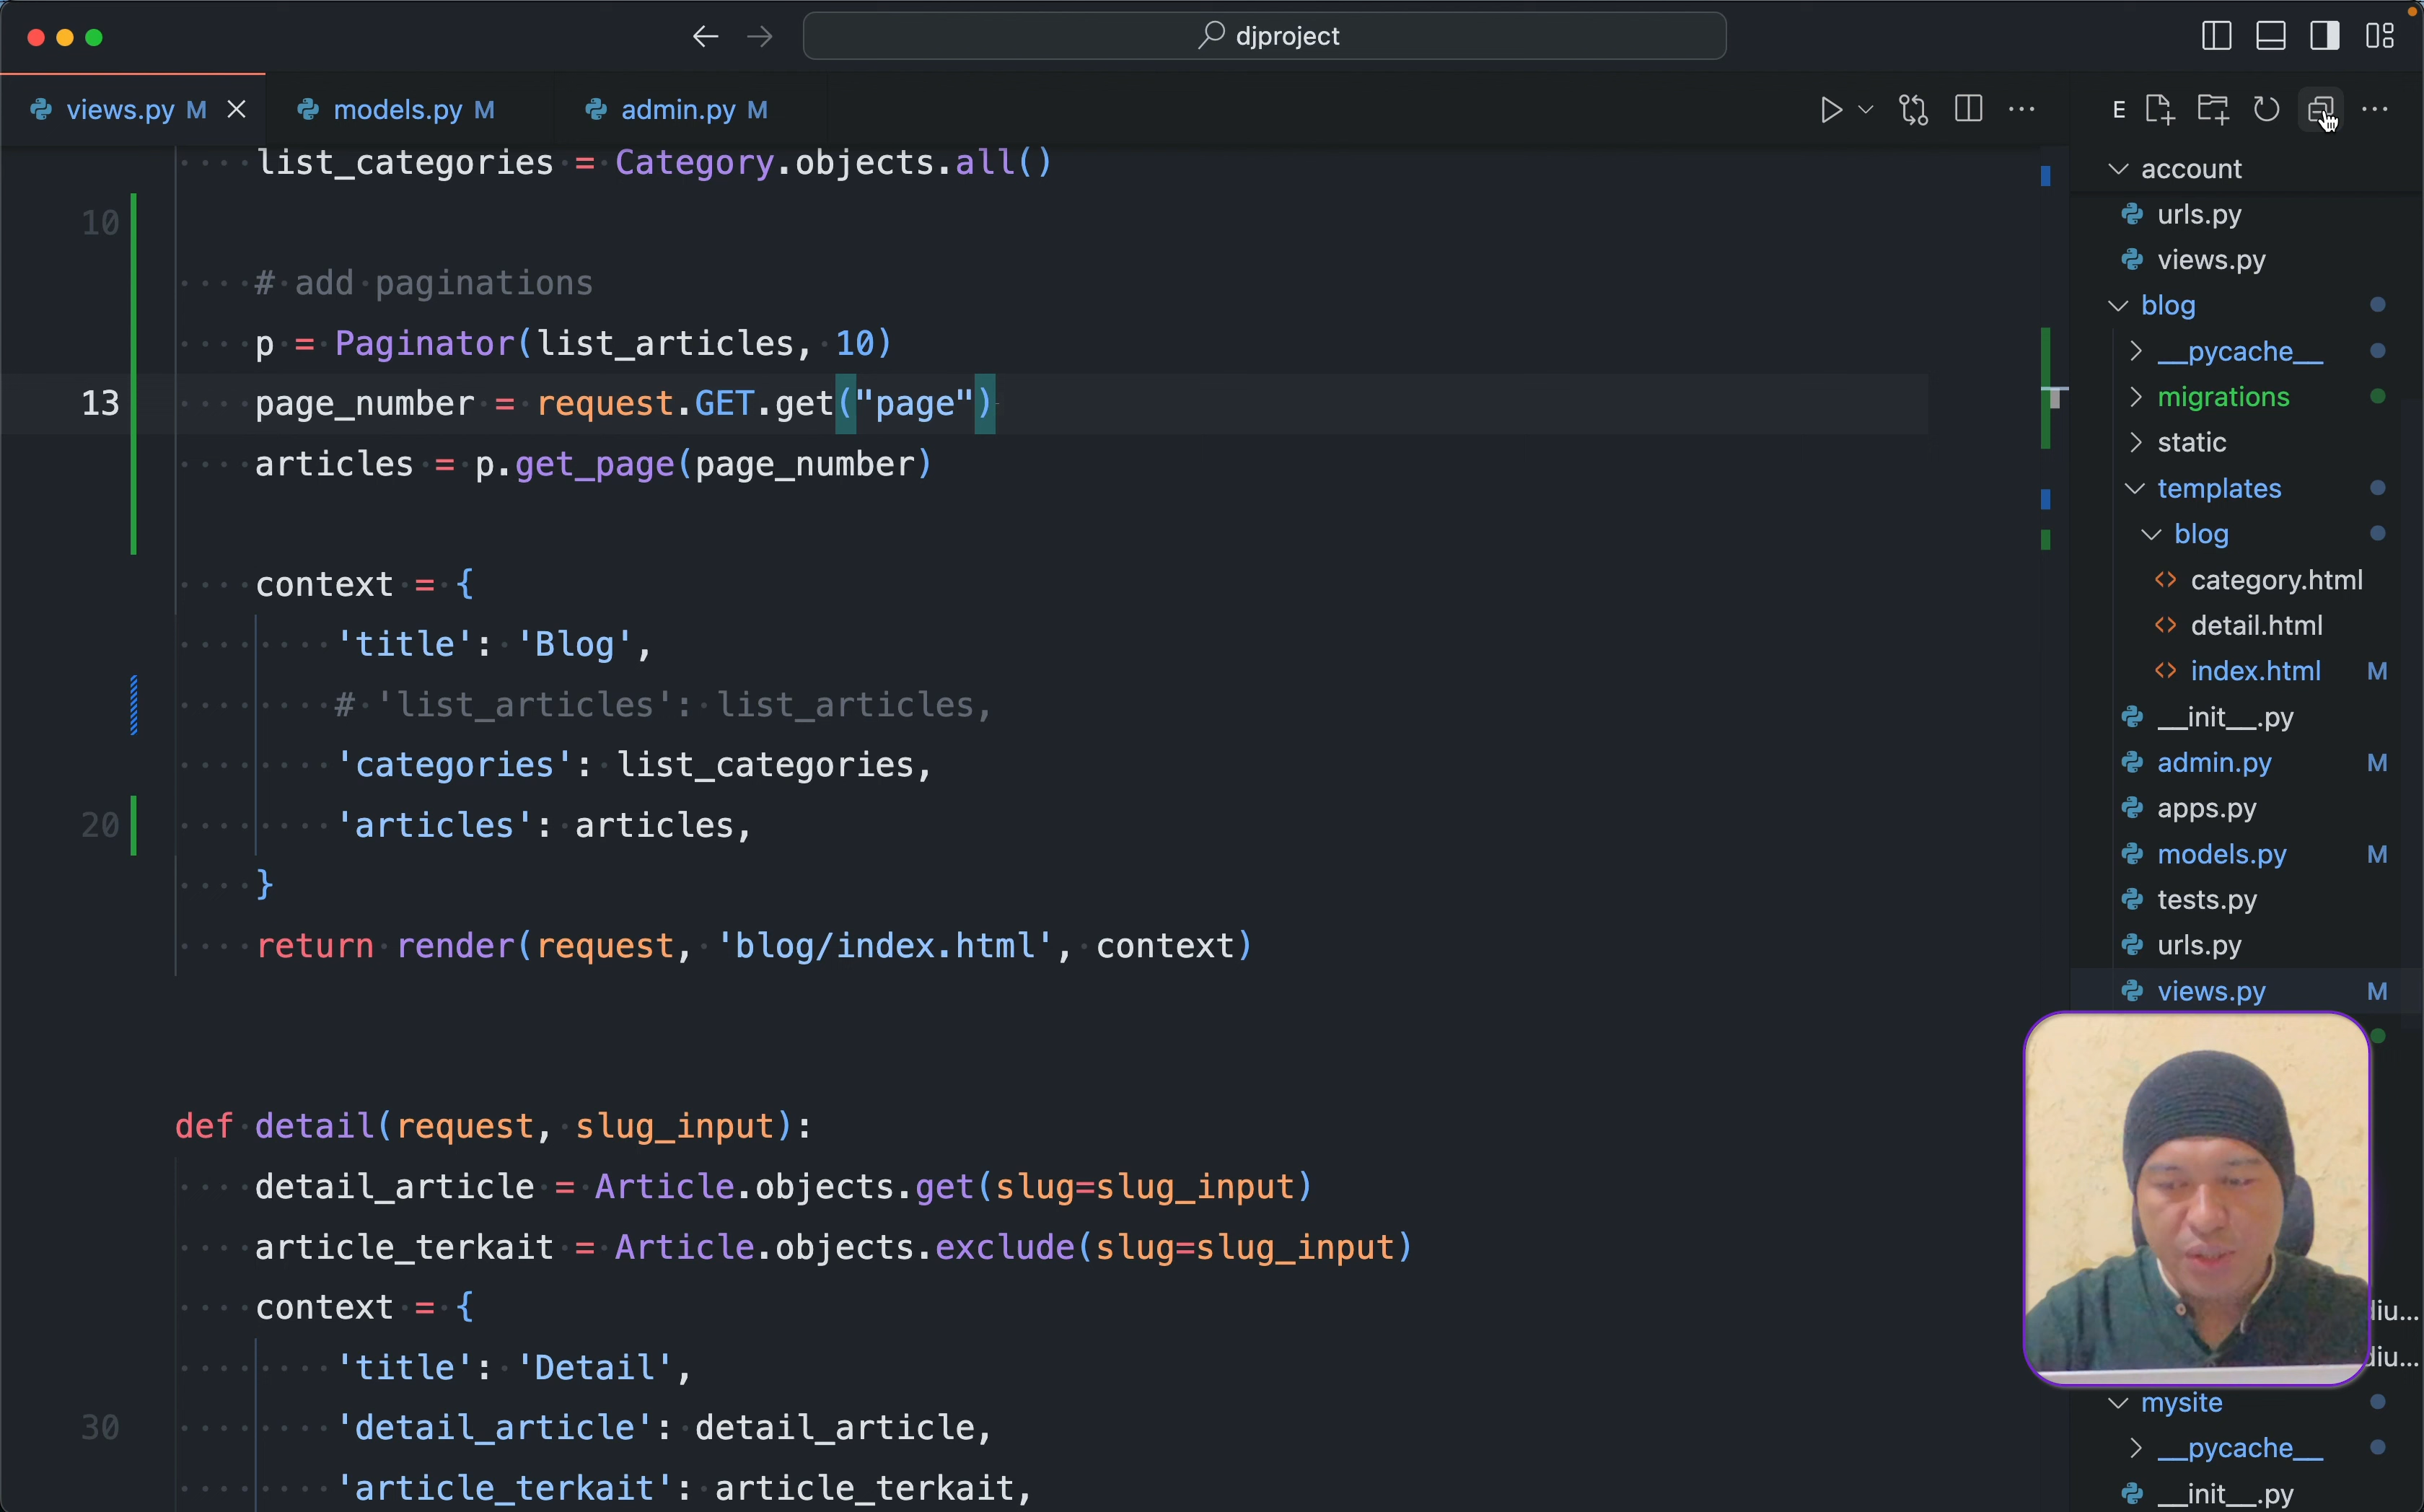 djproject
views.py M
models.py M
admin.py M
E
list_categories = Category.objects.all()
10
# add paginations
p = Paginator(list_articles, 10)
13 page_number = request.GET.get("page")
articles = p.get_page(page_number)
context = {
'title': 'Blog',
# 'list_articles': list_articles,
'categories': list_categories,
20 'articles': articles,
}
return render(request, 'blog/index.html', context)
def detail(request, slug_input):
detail_article = Article.objects.get(slug=slug_input)
article_terkait = Article.objects.exclude(slug=slug_input)
context = {
'title': 'Detail',
30 'detail_article': detail_article,
'article_terkait': article_terkait,
account
urls.py
views.py
blog
__pycache__
migrations
static
templates
blog
category.html
detail.html
index.html M
__init__.py
admin.py M
apps.py
models.py M
tests.py
urls.py
views.py M
mysite
__pycache__
__init__.py